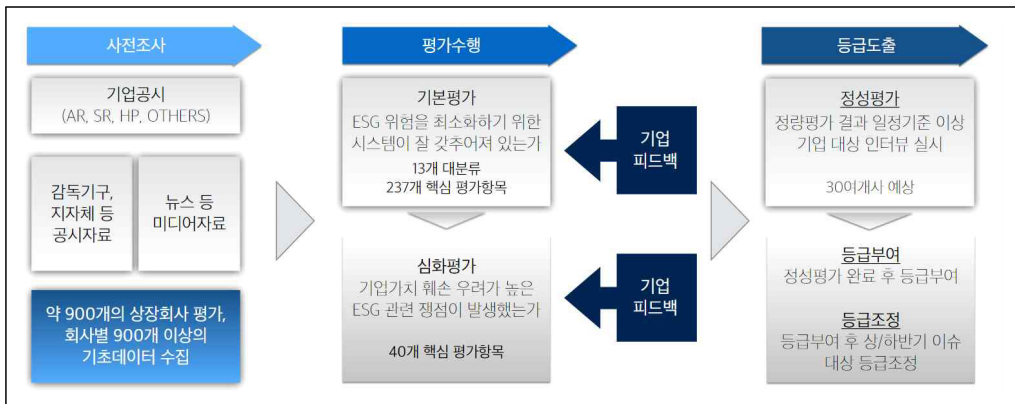 사전조사
기업공시
(AR, SR, HP, OTHERS)
감독기구,
지자체 등
공시자료
뉴스 등
미디어자료
약 900개의 상장회사 평가,
회사별 900개 이상의
기초데이터 수집
평가수행
기본평가
ESG 위험을 최소화하기 위한
시스템이 잘 갖추어져 있는가
13개 대분류
237개 핵심 평가항목
기업
피드백
심화평가
기업가치 훼손 우려가 높은
ESG 관련 쟁점이 발생했는가
40개 핵심 평가항목
기업
피드백
등급도출
정성평가
정량평가 결과 일정기준 이상
기업 대상 인터뷰 실시
30여개사 예상
등급부여
정성평가 완료 후 등급부여
등급조정
등급부여 후 상/하반기 이슈
대상 등급조정